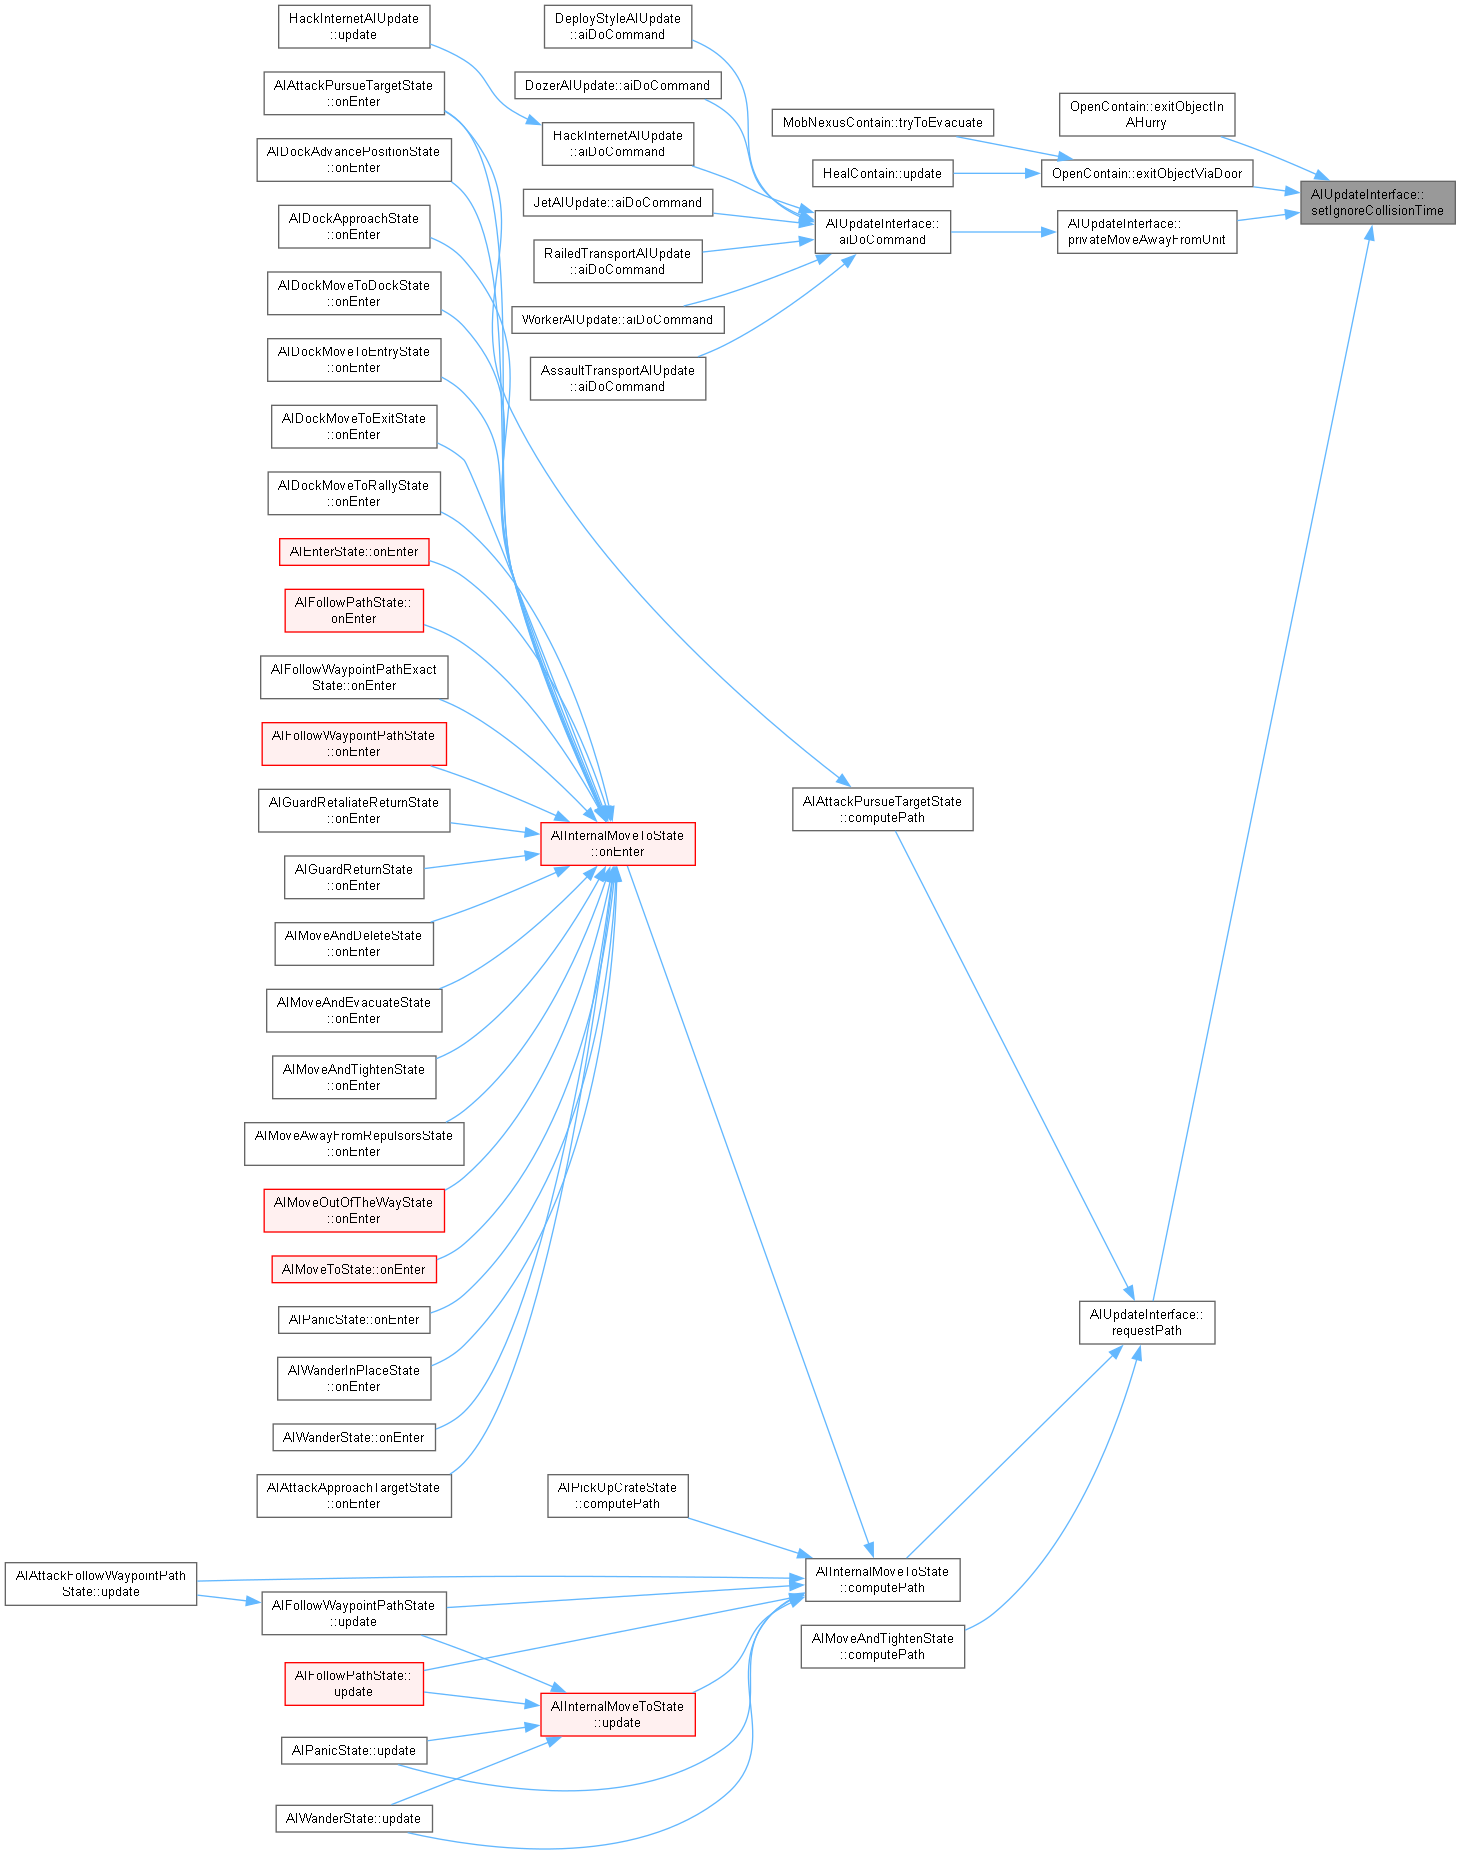 HackInternetAIUpdate
::update
AIAttackPursueTargetState
::onEnter
AIDockAdvancePositionState
::onEnter
AIDockApproachState
::onEnter
AIDockMoveToDockState
::onEnter
AIDockMoveToEntryState
::onEnter
AIDockMoveToExitState
::onEnter
AIDockMoveToRallyState
::onEnter
AIEnterState::onEnter
AIFollowPathState::
onEnter
AIFollowWaypointPathExact
State::onEnter
AIFollowWaypointPathState
::onEnter
AIGuardRetaliateReturnState
::onEnter
AIGuardReturnState
::onEnter
AIMoveAndDeleteState
::onEnter
AIMoveAndEvacuateState
::onEnter
AIMoveAndTightenState
::onEnter
AIMoveAwayFromRepulsorsState
::onEnter
AIMoveOutOfTheWayState
::onEnter
AIMoveToState::onEnter
AIPanicState::onEnter
AIWanderInPlaceState
::onEnter
AIWanderState::onEnter
AIAttackApproachTargetState
::onEnter
AIAttackFollowWaypointPath
State::update
AIFollowWaypointPathState
::update
AIFollowPathState::
update
AIPanicState::update
AIWanderState::update
DeployStyleAIUpdate
::aiDoCommand
DozerAIUpdate::aiDoCommand
HackInternetAIUpdate
::aiDoCommand
JetAIUpdate::aiDoCommand
RailedTransportAIUpdate
::aiDoCommand
WorkerAIUpdate::aiDoCommand
AssaultTransportAIUpdate
::aiDoCommand
AIInternalMoveToState
::onEnter
AIPickUpCrateState
::computePath
AIInternalMoveToState
::update
MobNexusContain::tryToEvacuate
HealContain::update
AIUpdateInterface::
aiDoCommand
AIAttackPursueTargetState
::computePath
AIInternalMoveToState
::computePath
AIMoveAndTightenState
::computePath
OpenContain::exitObjectIn
AHurry
OpenContain::exitObjectViaDoor
AIUpdateInterface::
privateMoveAwayFromUnit
AIUpdateInterface::
requestPath
AIUpdateInterface::
setIgnoreCollisionTime